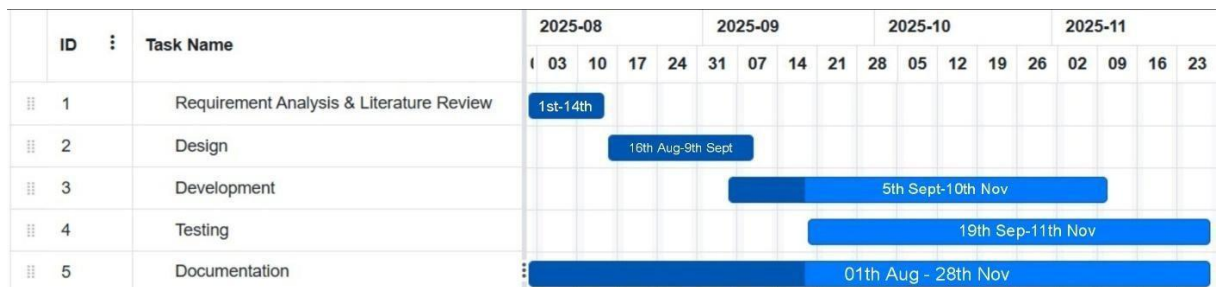 2025-08 2025-09 2025-10 2025-11
ID Task Name
03 10 17 24 31 07 14 21 28 05 12 19 26 02 09 16 23
1 Requirement Analysis & Literature Review 1st-14th
2 Design 16th Aug-9th Sept
3 Development 5th Sept-10th Nov
4 Testing 19th Sep-11th Nov
5 Documentation 01th Aug - 28th Nov